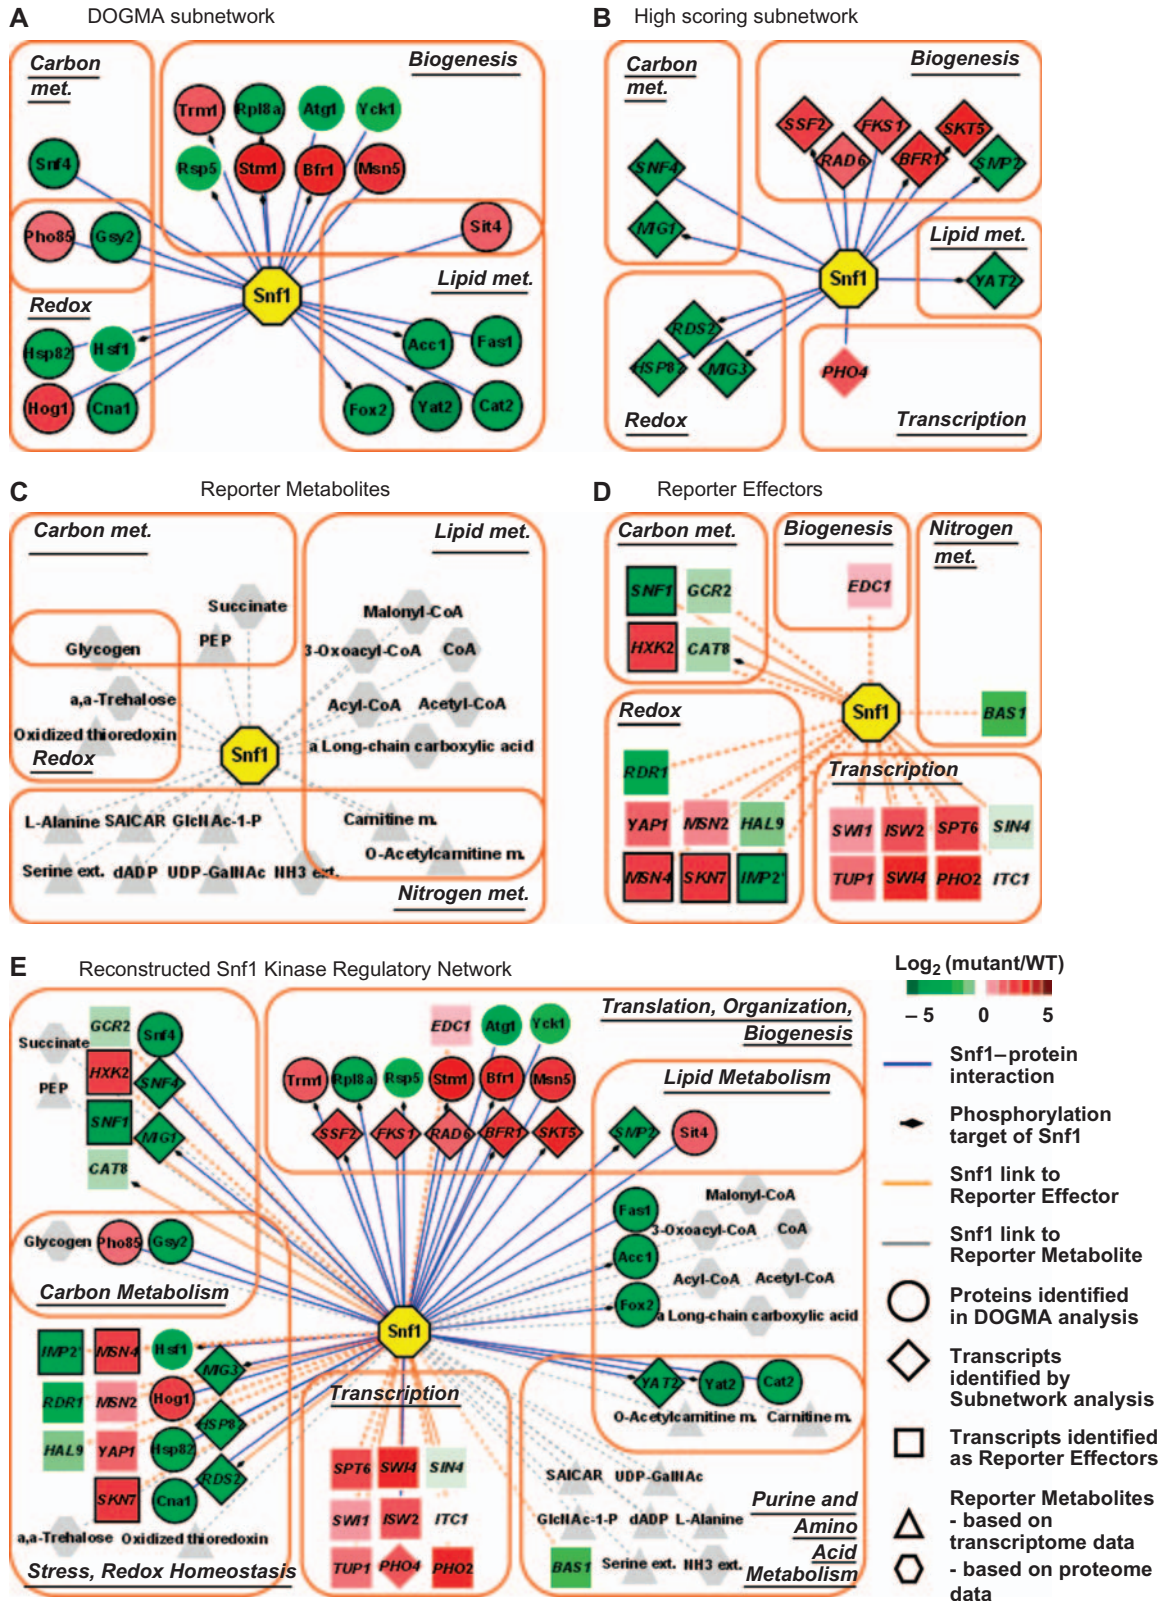 A DOGMA subnetwork
Carbon met.
Biogenesis
Trm1 Rpl8a Atg1 Yck1
Snf4
Rsp5 Stm1 Bfr1 Msn5
Pho85 Gsy2
Sit4
Snf1
Lipid met.
Redox
Hsp82 Hsf1
Acc1 Fas1
Hog1 Cna1
Fox2 Yat2 Cat2
B High scoring subnetwork
Carbon met.
Biogenesis
SSF2 FKS1 SKT5
SNF4 RAD6 BFR1 SMP2
MIG1
Lipid met.
Snf1 YAT2
RDS2
HSP82 MIG3 PHO4
Redox
Transcription
C Reporter Metabolites
Carbon met.
Lipid met.
Succinate
Malonyl-CoA
Glycogen PEP
3-Oxoacyl-CoA CoA
a,a-Trehalose
Acyl-CoA Acetyl-CoA
Oxidized thioredoxin
Snf1 a Long-chain carboxylic acid
Redox
L-Alanine SAICAR GlcNAc-1-P Carnitine m.
O-Acetylcarnitine m.
Serine ext. dADP UDP-GalNAc NH3 ext.
Nitrogen met.
D Reporter Effectors
Carbon met.
Biogenesis
Nitrogen met.
SNF1 GCR2 EDC1
HXK2 CAT8
Redox
Snf1 BAS1
RDR1
Transcription
YAP1 MSN2 HAL9
SWI1 ISW2 SPT6 SIN4
MSN4 SKN7 IMP2'
TUP1 SWI4 PHO2 ITC1
E Reconstructed Snf1 Kinase Regulatory Network
GCR2 Snf4
Succinate
HXK2
PEP SNF4
SNF1
MIG1
CAT8
Glycogen Pho85 Gsy2
Carbon Metabolism
Translation, Organization,
Biogenesis
EDC1 Atg1 Yck1
Trm1 Rpl8a Rsp5 Stm1 Bfr1 Msn5
SSF2 FKS1 RAD6 BFR1 SKT5
Lipid Metabolism
SMP2 Sit4
Malonyl-CoA
Fas1
3-Oxoacyl-CoA CoA
Acc1
Acyl-CoA Acetyl-CoA
Fox2
a Long-chain carboxylic acid
Snf1
IMP2' MSN4 Hsf1
MIG3
RDR1 MSN2 Hog1
HSP82
HAL9 YAP1 Hsp82
RDS2
SKN7 Cna1
a,a-Trehalose Oxidized thioredoxin
Stress, Redox Homeostasis
Transcription
SPT6 SWI4 SIN4
SWI1 ISW2 ITC1
TUP1 PHO4 PHO2
YAT2 Yat2 Cat2
O-Acetylcarnitine m. Carnitine m.
SAICAR UDP-GalNAc
GlcNAc-1-P dADP L-Alanine
BAS1 Serine ext. NH3 ext.
Purine and
Amino
Acid
Metabolism
Log2 (mutant/WT)
– 5 0 5
Snf1–protein
interaction
Phosphorylation
target of Snf1
Snf1 link to
Reporter Effector
Snf1 link to
Reporter Metabolite
Proteins identified
in DOGMA analysis
Transcripts
identified by
Subnetwork analysis
Transcripts identified
as Reporter Effectors
Reporter Metabolites
- based on
transcriptome data
- based on proteome
data